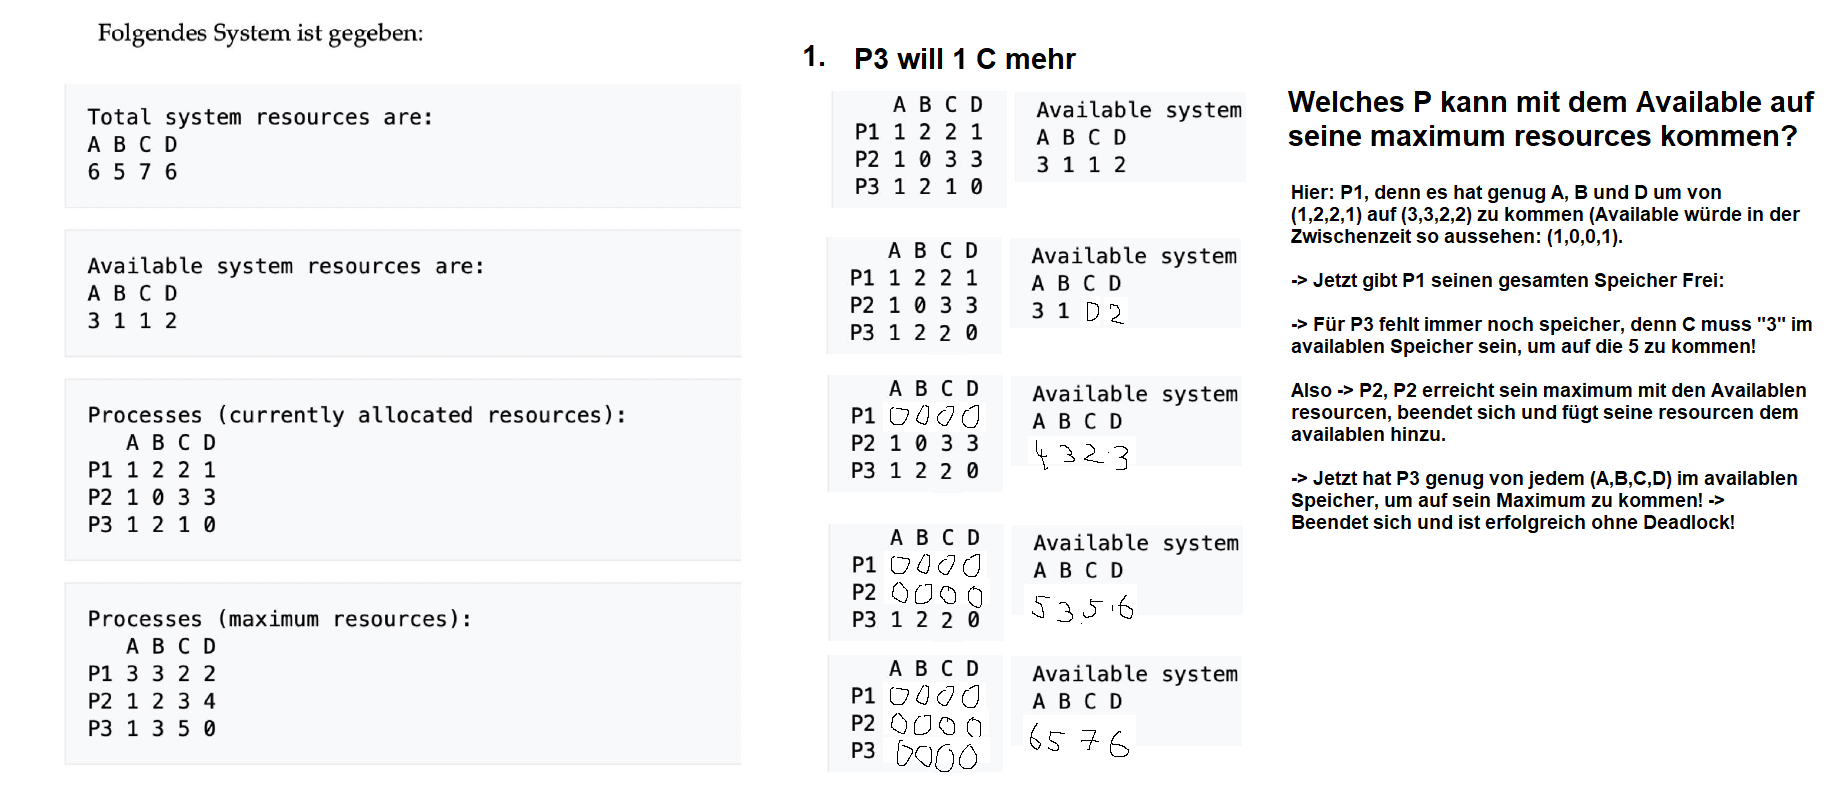 Folgendes System ist gegeben:
Total system resources are:
A B C D
6 5 7 6
Available system resources are:
A B C D
3 1 1 2
Processes (currently allocated resources):
A B C D
P1 1 2 2 1
P2 1 0 3 3
P3 1 2 1 0
Processes (maximum resources):
A B C D
P1 3 3 2 2
P2 1 2 3 4
P3 1 3 5 0
1. P3 will 1 C mehr
A B C D
P1 1 2 2 1
P2 1 0 3 3
P3 1 2 1 0
Available system
A B C D
3 1 1 2
A B C D
P1 1 2 2 1
P2 1 0 3 3
P3 1 2 2 0
Available system
A B C D
3 1 0 2
A B C D
P1 0 0 0 0
P2 1 0 3 3
P3 1 2 2 0
Available system
A B C D
4 3 2 3
A B C D
P1 0 0 0 0
P2 0 0 0 0
P3 1 2 2 0
Available system
A B C D
5 3 5 6
A B C D
P1 0 0 0 0
P2 0 0 0 0
P3 0 0 0 0
Available system
A B C D
6 5 7 6
Welches P kann mit dem Available auf
seine maximum resources kommen?
Hier: P1, denn es hat genug A, B und D um von
(1,2,2,1) auf (3,3,2,2) zu kommen (Available würde in der
Zwischenzeit so aussehen: (1,0,0,1).
-> Jetzt gibt P1 seinen gesamten Speicher Frei:
-> Für P3 fehlt immer noch speicher, denn C muss "3" im
availablen Speicher sein, um auf die 5 zu kommen!
Also -> P2, P2 erreicht sein maximum mit den Availablen
resourcen, beendet sich und fügt seine resourcen dem
availablen hinzu.
-> Jetzt hat P3 genug von jedem (A,B,C,D) im availablen
Speicher, um auf sein Maximum zu kommen! ->
Beendet sich und ist erfolgreich ohne Deadlock!